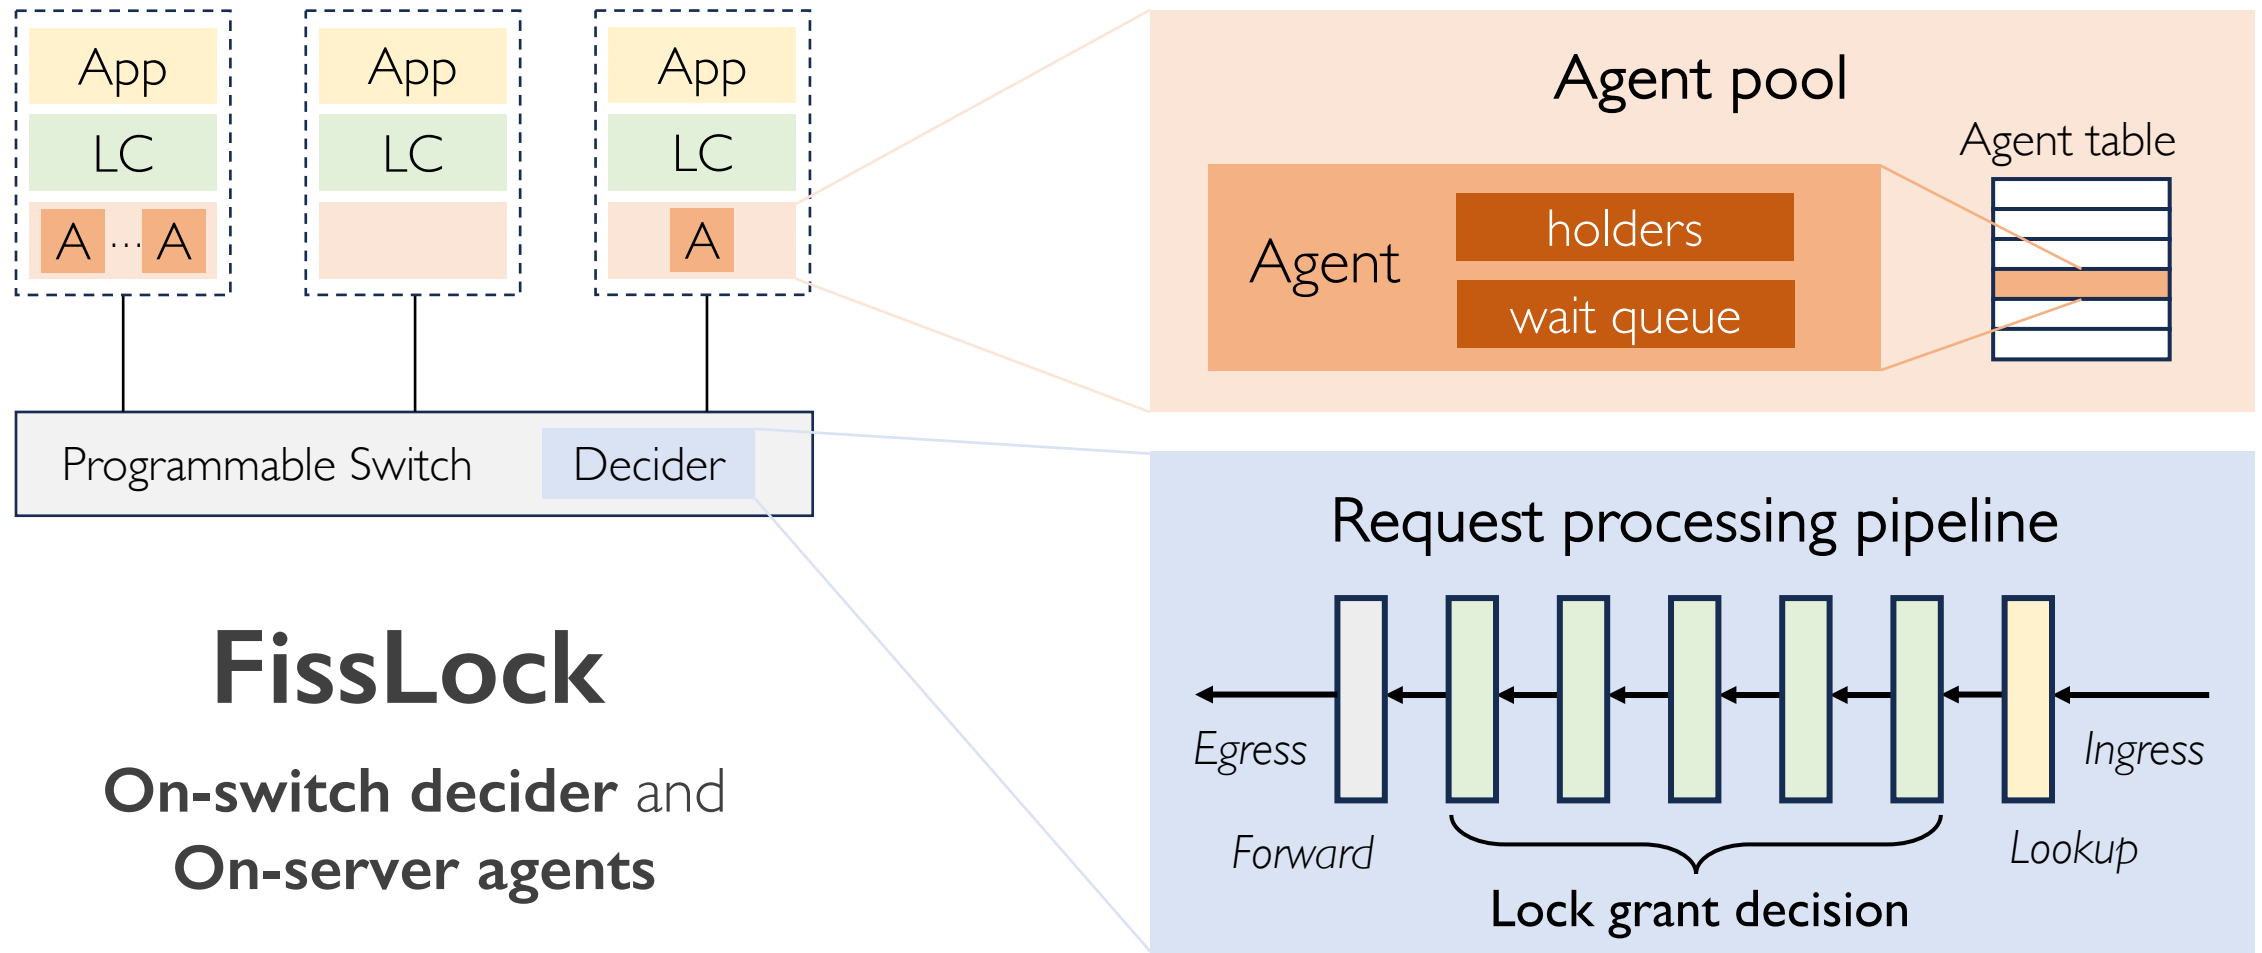 App
LC
A ... A
App
LC
App
LC
A
Programmable Switch
Decider
FissLock
On-switch decider and
On-server agents
Agent pool
Agent table
Agent
holders
wait queue
Request processing pipeline
Egress
Ingress
Forward
Lookup
Lock grant decision